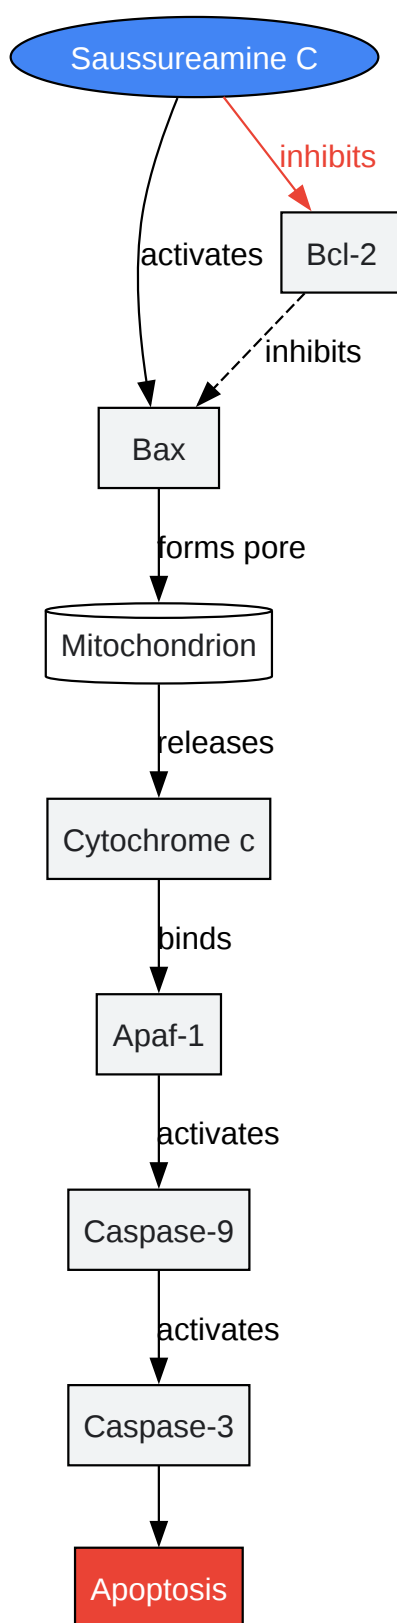 Saussureamine C
inhibits
activates
Bcl-2
inhibits
Bax
forms pore
Mitochondrion
releases
Cytochrome c
binds
Apaf-1
activates
Caspase-9
activates
Caspase-3
Apoptosis